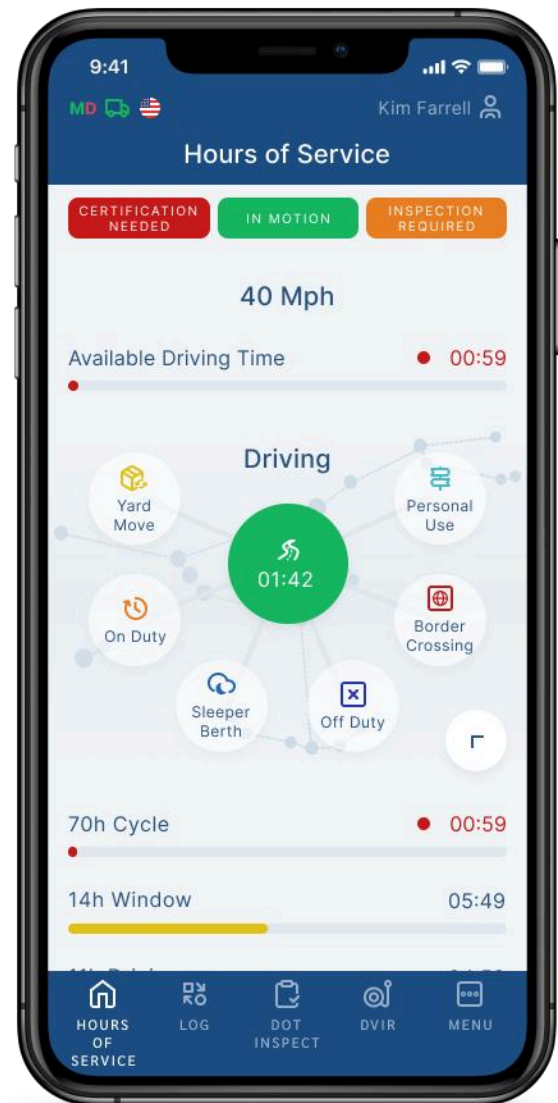 9:41
MD
Kim Farrell
Hours of Service
CERTIFICATION
NEEDED
IN MOTION
INSPECTION
REQUIRED
40 Mph
Available Driving Time
00:59
Driving
Yard
Move
Personal
Use
01:42
On Duty
Border
Crossing
Sleeper
Berth
Off Duty
70h Cycle
00:59
14h Window
05:49
HOURS
OF
SERVICE
LOG
DOT
INSPECT
DVIR
MENU